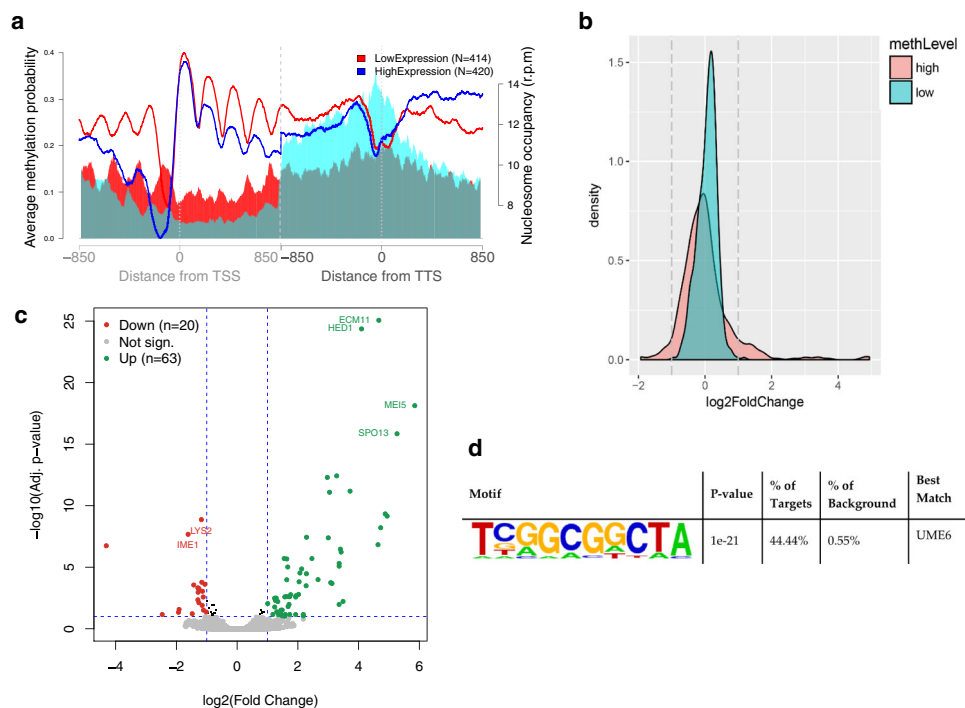 a
Average methylation probability
0.4
0.3
0.2
0.1
0.0
LowExpression (N=414)
HighExpression (N=420)
14
12
10
8
Nucleosome occupancy (r.p.m)
−850
0
850
−850
0
850
Distance from TSS
Distance from TTS
b
density
1.5
1.0
0.5
0.0
−2
0
2
4
log2FoldChange
methLevel
high
low
c
−log10(Adj. p−value)
25
20
15
10
5
0
Down (n=20)
Not sign.
Up (n=63)
ECM11
HED1
MEI5
SPO13
LYS2
IME1
−4
−2
0
2
4
6
log2(Fold Change)
d
Motif
P-value
% of Targets
% of Background
Best Match
TCGGCGGCTA
1e-21
44.44%
0.55%
UME6